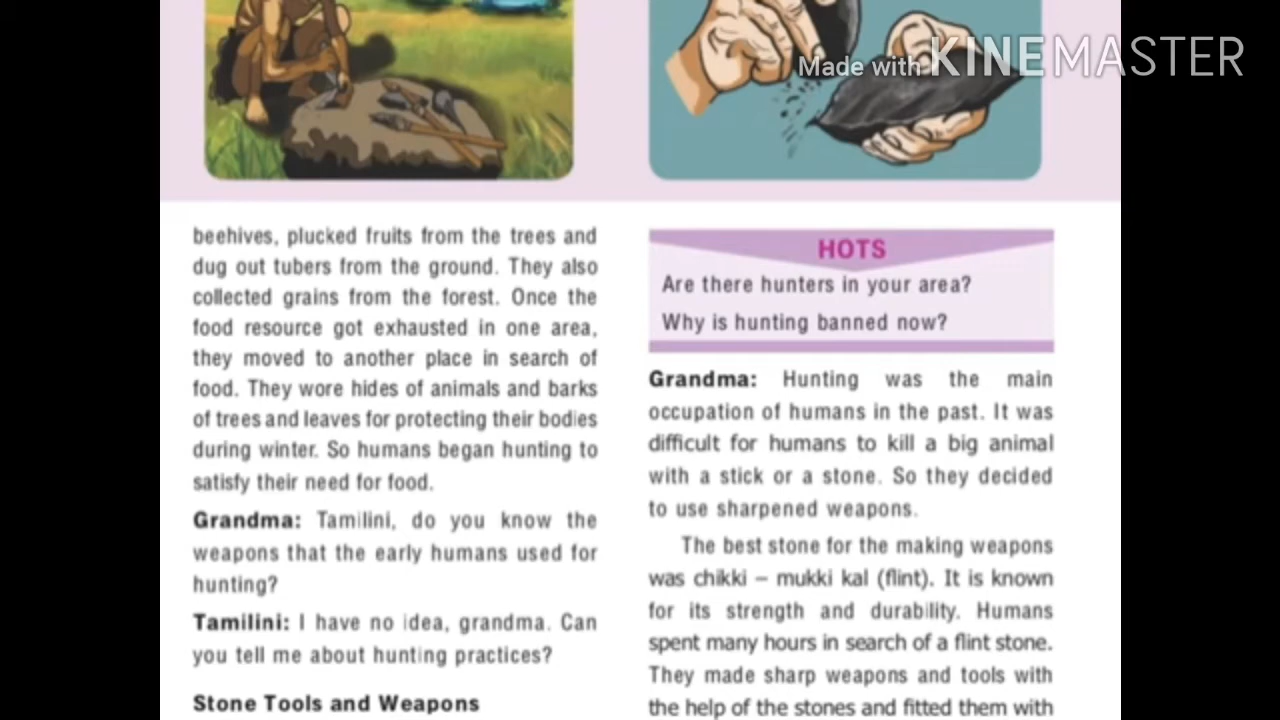 Made with KINEMASTER
beehives, plucked fruits from the trees and
dug out tubers from the ground. They also
collected grains from the forest. Once the
food resource got exhausted in one area,
they moved to another place in search of
food. They wore hides of animals and barks
of trees and leaves for protecting their bodies
during winter. So humans began hunting to
satisfy their need for food.
Grandma: Tamilini, do you know the
weapons that the early humans used for
hunting?
Tamilini: I have no idea, grandma. Can
you tell me about hunting practices?
Stone Tools and Weapons
HOTS
Are there hunters in your area?
Why is hunting banned now?
Grandma: Hunting was the main
occupation of humans in the past. It was
difficult for humans to kill a big animal
with a stick or a stone. So they decided
to use sharpened weapons.
The best stone for the making weapons
was chikki – mukki kal (flint). It is known
for its strength and durability. Humans
spent many hours in search of a flint stone.
They made sharp weapons and tools with
the help of the stones and fitted them with